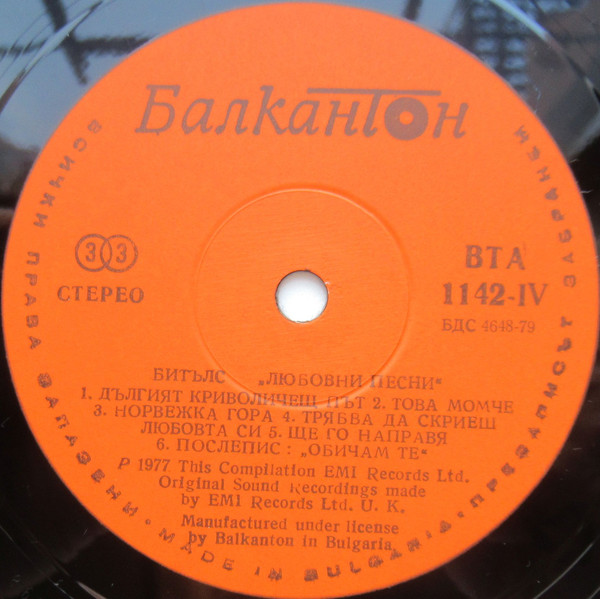 Балкантон
33
СТЕРЕО
ВТА
1142-IV
БДС 4648-79
БИТЪЛС „ЛЮБОВНИ ПЕСНИ“
1. ДЪЛГИЯТ КРИВОЛИЧЕЩ ПЪТ 2. ТОВА МОМЧЕ
3. НОРВЕЖКА ГОРА 4. ТРЯБВА ДА СКРИЕШ
ЛЮБОВТА СИ 5. ЩЕ ГО НАПРАВЯ
6. ПОСЛЕПИС: „ОБИЧАМ ТЕ“
P 1977 This Compilation EMI Records Ltd.
Original Sound Recordings made
by EMI Records Ltd. U. K.
Manufactured under license
by Balkanton in Bulgaria
ВСИЧКИ ПРАВА ЗАПАЗЕНИ · MADE IN BULGARIA · ПРЕЗАПИСЪТ ЗАБРАНЕН